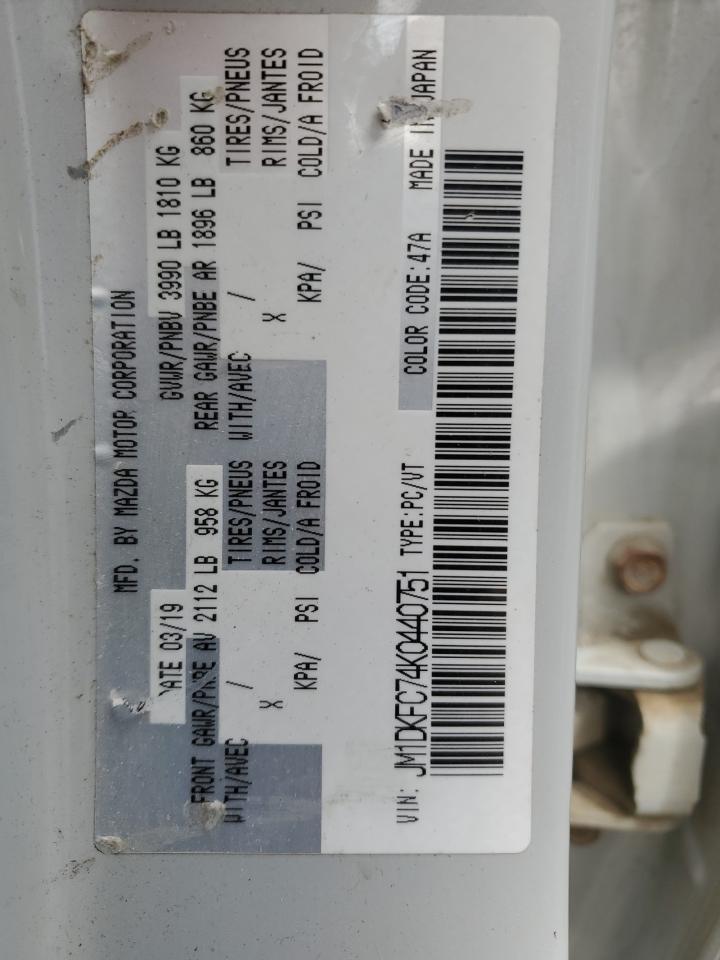 MFD. BY MAZDA MOTOR CORPORATION
DATE 03/19 GVWR/PNBV 3990 LB 1810 KG
FRONT GAWR/PNBE AV 2112 LB 958 KG REAR GAWR/PNBE AR 1896 LB 860 KG
WITH/AVEC / TIRES/PNEUS WITH/AVEC / TIRES/PNEUS
X RIMS/JANTES X RIMS/JANTES
KPA/ PSI COLD/A FROID KPA/ PSI COLD/A FROID
VIN: JM1DKFC74K0440751 TYPE:PC/VT COLOR CODE:47A MADE IN JAPAN